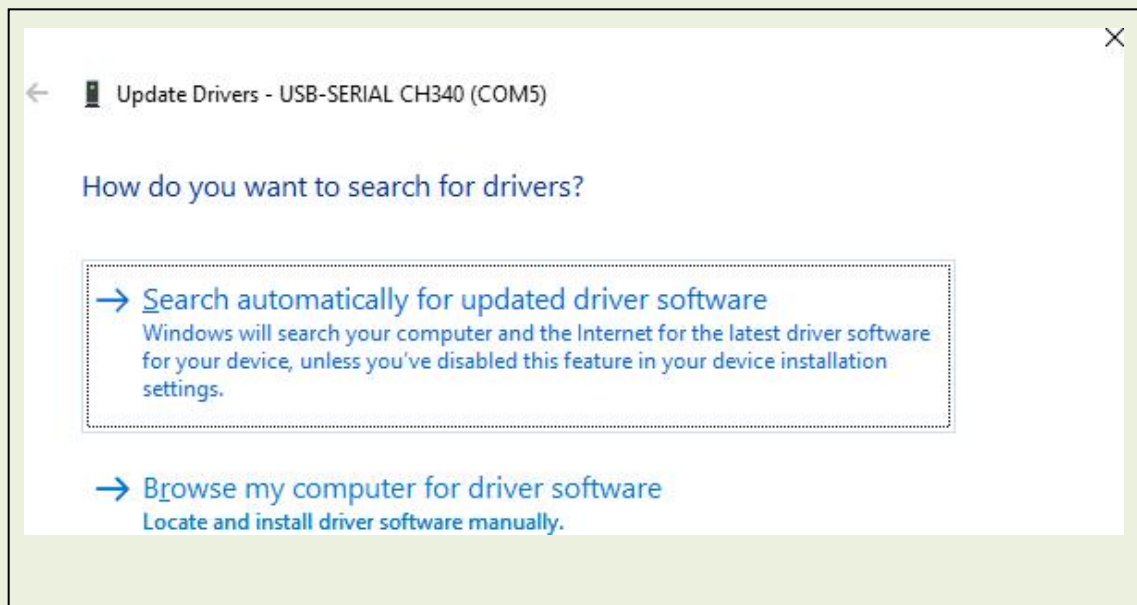 Update Drivers - USB-SERIAL CH340 (COM5)
How do you want to search for drivers?
Search automatically for updated driver software
Windows will search your computer and the Internet for the latest driver software
for your device, unless you've disabled this feature in your device installation
settings.
Browse my computer for driver software
Locate and install driver software manually.